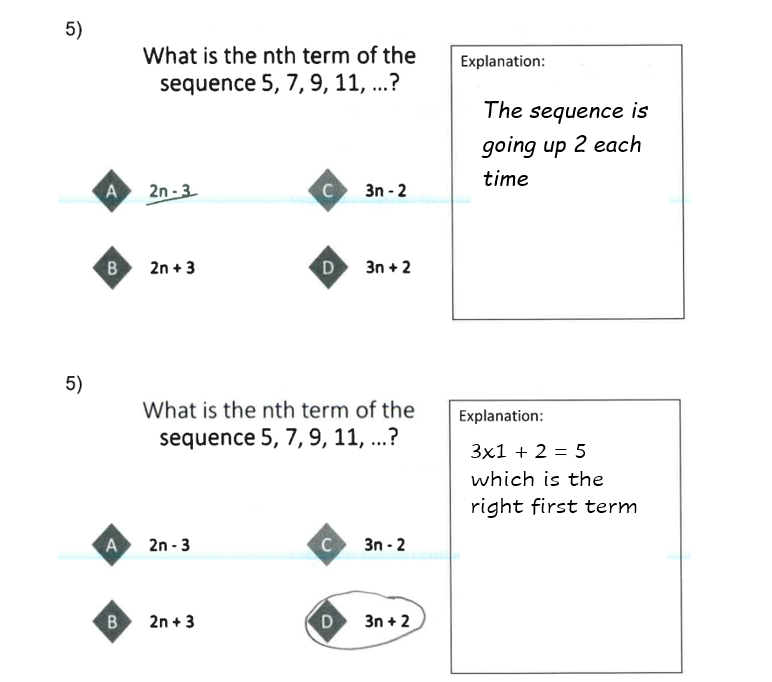 5)
What is the nth term of the
sequence 5, 7, 9, 11, ...?
A 2n - 3
C 3n - 2
B 2n + 3
D 3n + 2
Explanation:
The sequence is
going up 2 each
time
5)
What is the nth term of the
sequence 5, 7, 9, 11, ...?
A 2n - 3
C 3n - 2
B 2n + 3
D 3n + 2
Explanation:
3x1 + 2 = 5
which is the
right first term